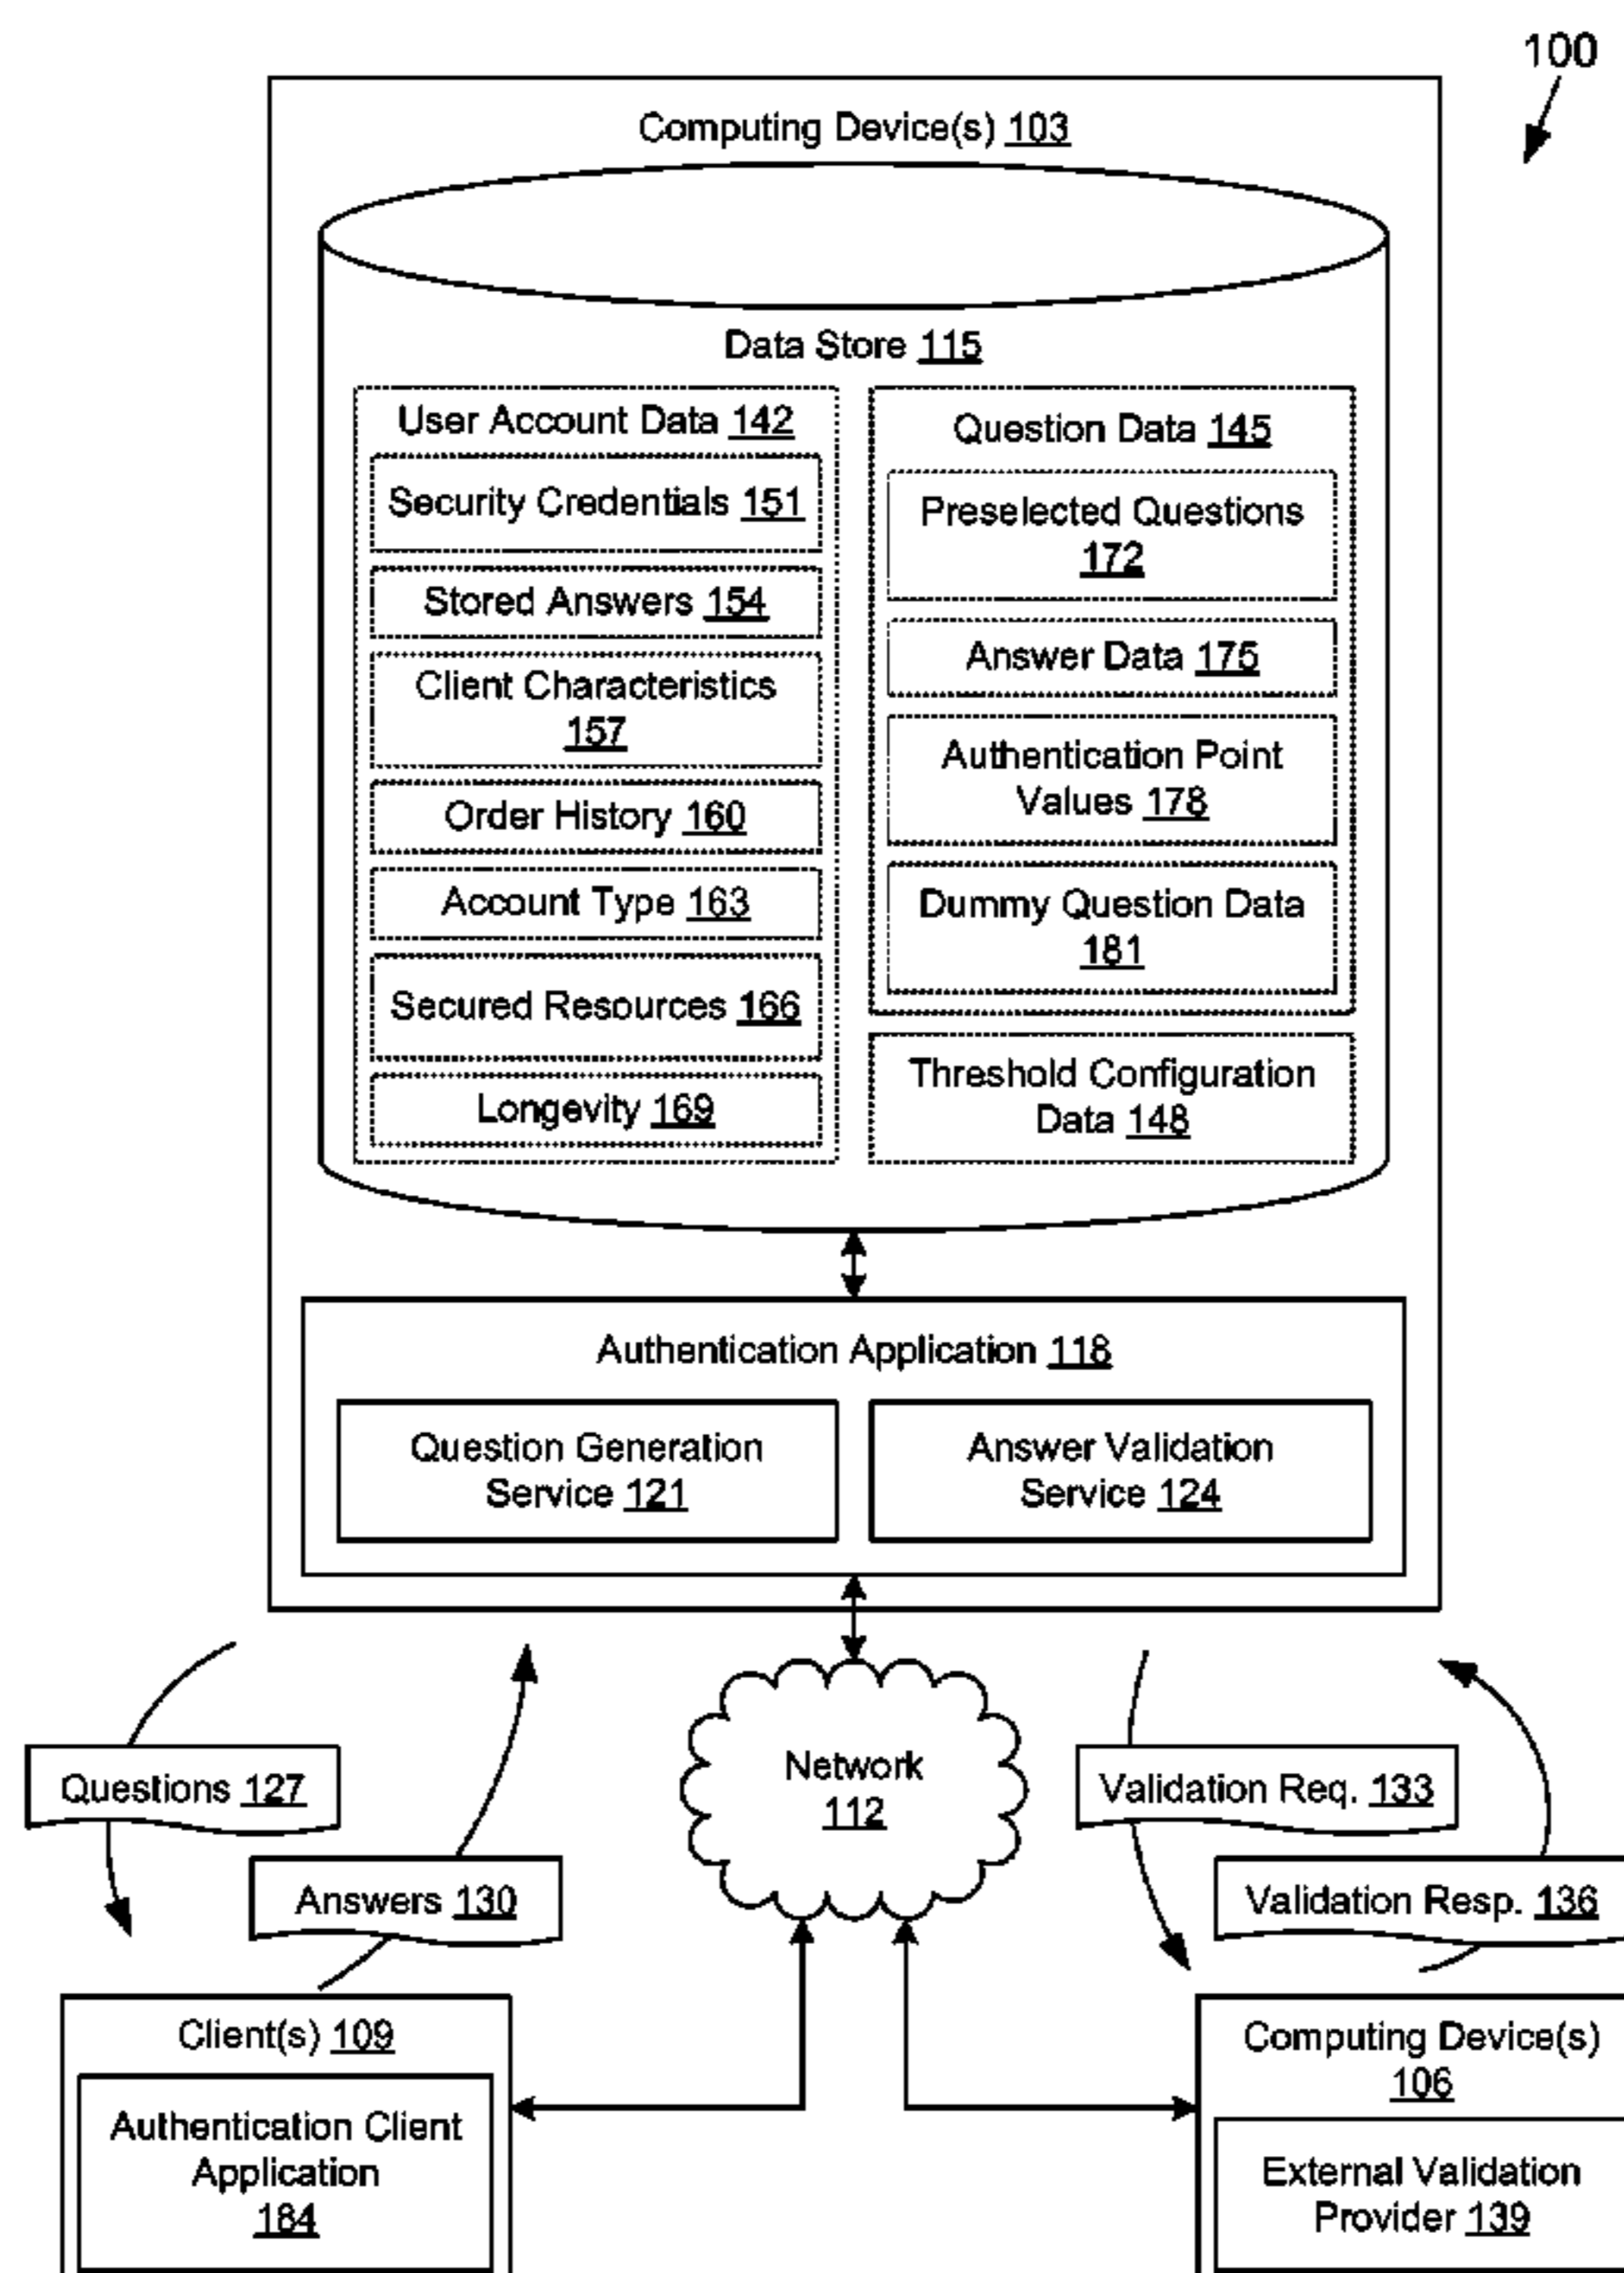 100
Computing Device(s) 103
Data Store 115
User Account Data 142
Security Credentials 151
Stored Answers 154
Client Characteristics
157
Order History 160
Account Type 163
Secured Resources 166
Longevity 169
Question Data 145
Preselected Questions
172
Answer Data 175
Authentication Point
Values 178
Dummy Question Data
181
Threshold Configuration
Data 148
Authentication Application 118
Question Generation
Service 121
Answer Validation
Service 124
Questions 127
Answers 130
Network
112
Validation Req. 133
Validation Resp. 136
Client(s) 109
Authentication Client
Application
184
Computing Device(s)
106
External Validation
Provider 139